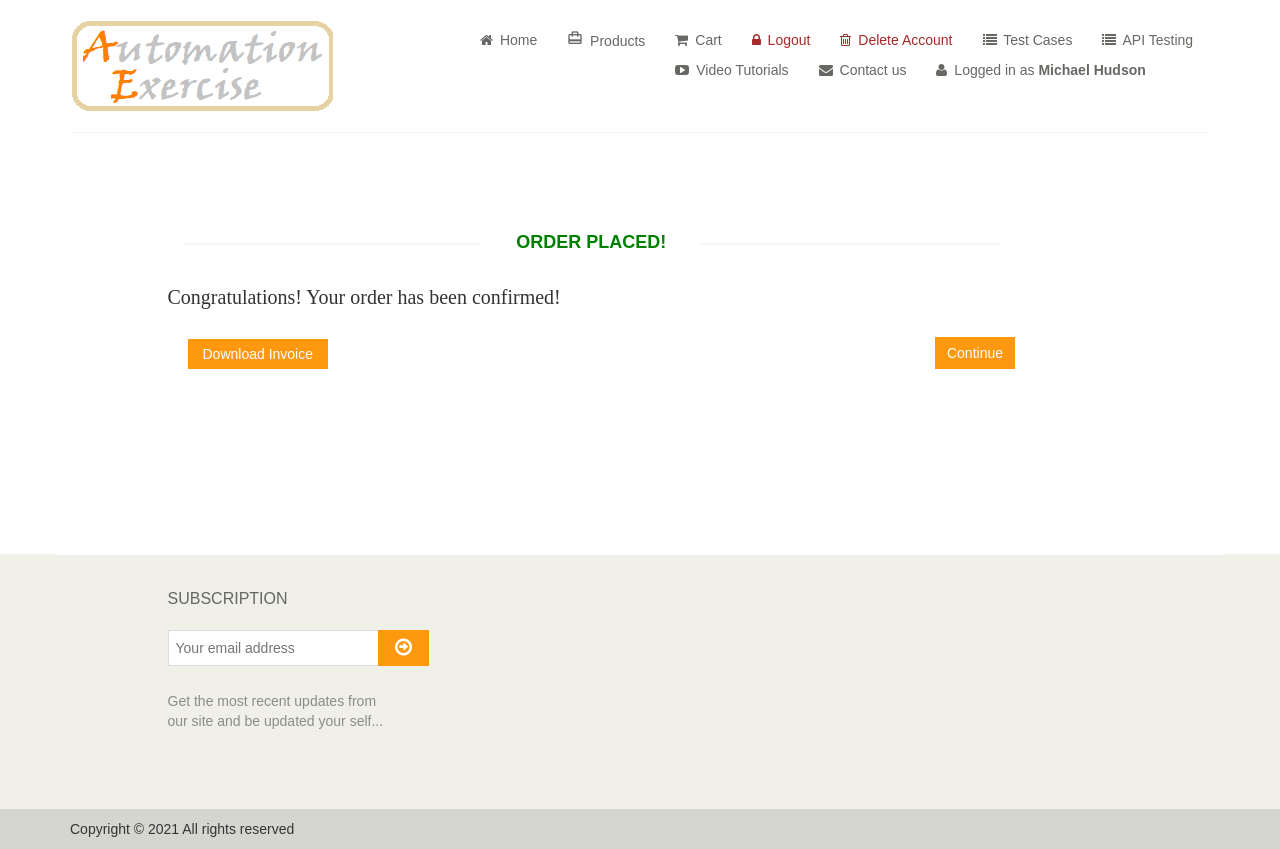 Automation
Exercise
Home
Products
Cart
Logout
Delete Account
Test Cases
API Testing
Video Tutorials
Contact us
Logged in as Michael Hudson
ORDER PLACED!
Congratulations! Your order has been confirmed!
Download Invoice
Continue
SUBSCRIPTION
Your email address
Get the most recent updates from
our site and be updated your self...
Copyright © 2021 All rights reserved